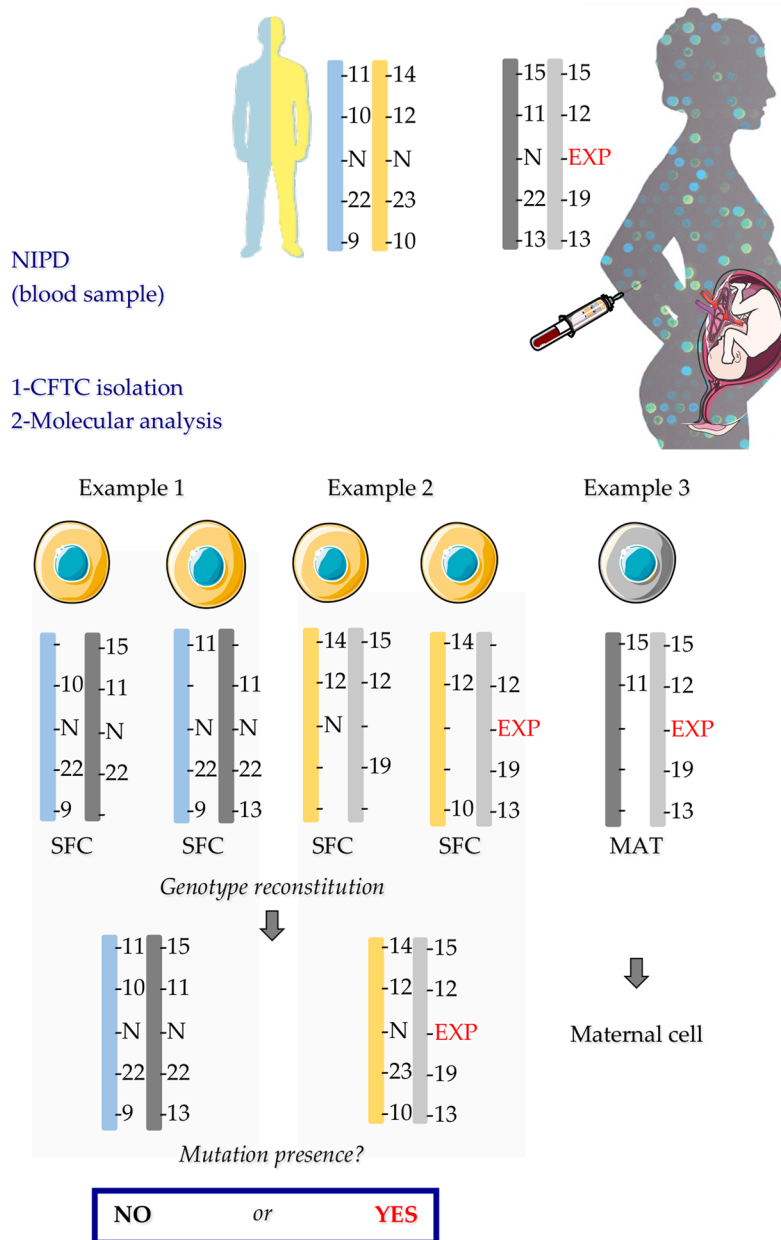 -11 -14 -15 -15
-10 -12 -11 -12
-N -N -N -EXP
-22 -23 -22 -19
-9 -10 -13 -13
NIPD
(blood sample)
1-CFTC isolation
2-Molecular analysis
Example 1 Example 2 Example 3
- -15 -11 - -14 -15 -14 - -15 -15
-10 -11 - -11 -12 -12 -12 -12 -11 -12
-N -N -N -N -N - - -EXP - -EXP
-22 -22 -22 -22 - -19 - -19 - -19
-9 - -9 -13 - - -10 -13 - -13
SFC SFC SFC SFC MAT
Genotype reconstitution
-11 -15 -14 -15
-10 -11 -12 -12
-N -N -N -EXP
Maternal cell
-22 -22 -23 -19
-9 -13 -10 -13
Mutation presence?
NO or YES